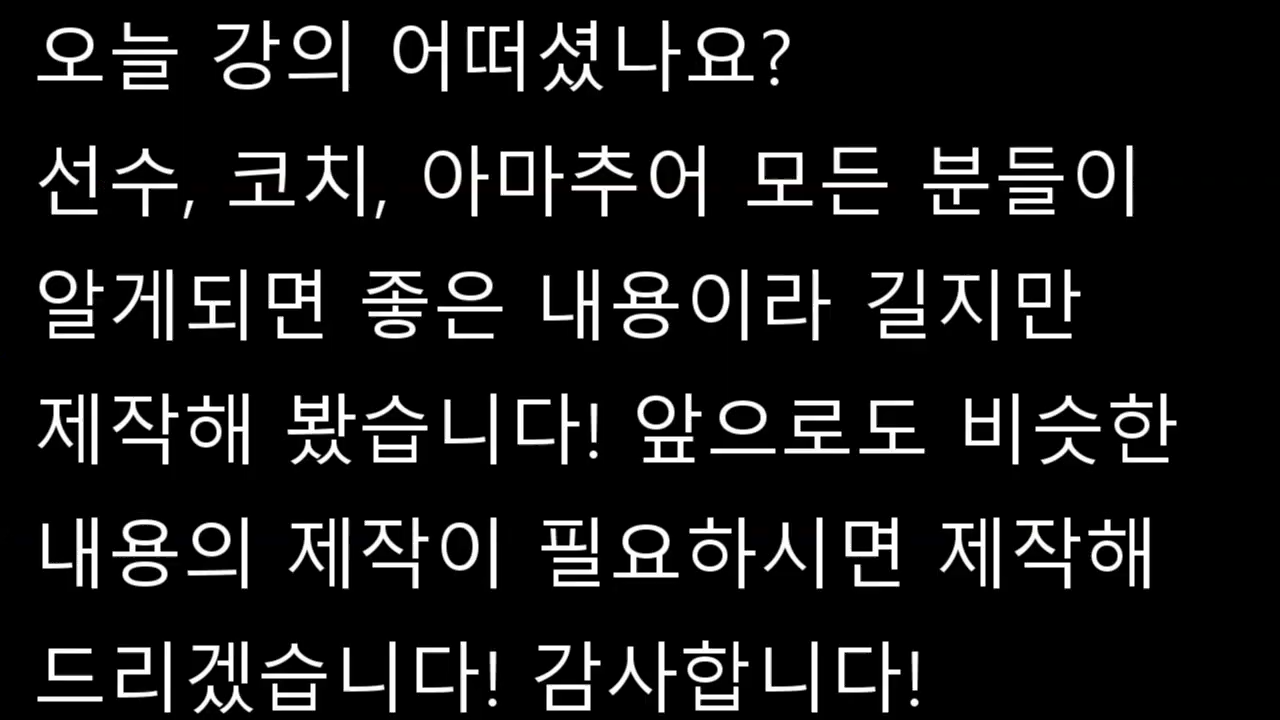 오늘 강의 어떠셨나요?
선수, 코치, 아마추어 모든 분들이
알게되면 좋은 내용이라 길지만
제작해 봤습니다! 앞으로도 비슷한
내용의 제작이 필요하시면 제작해
드리겠습니다! 감사합니다!